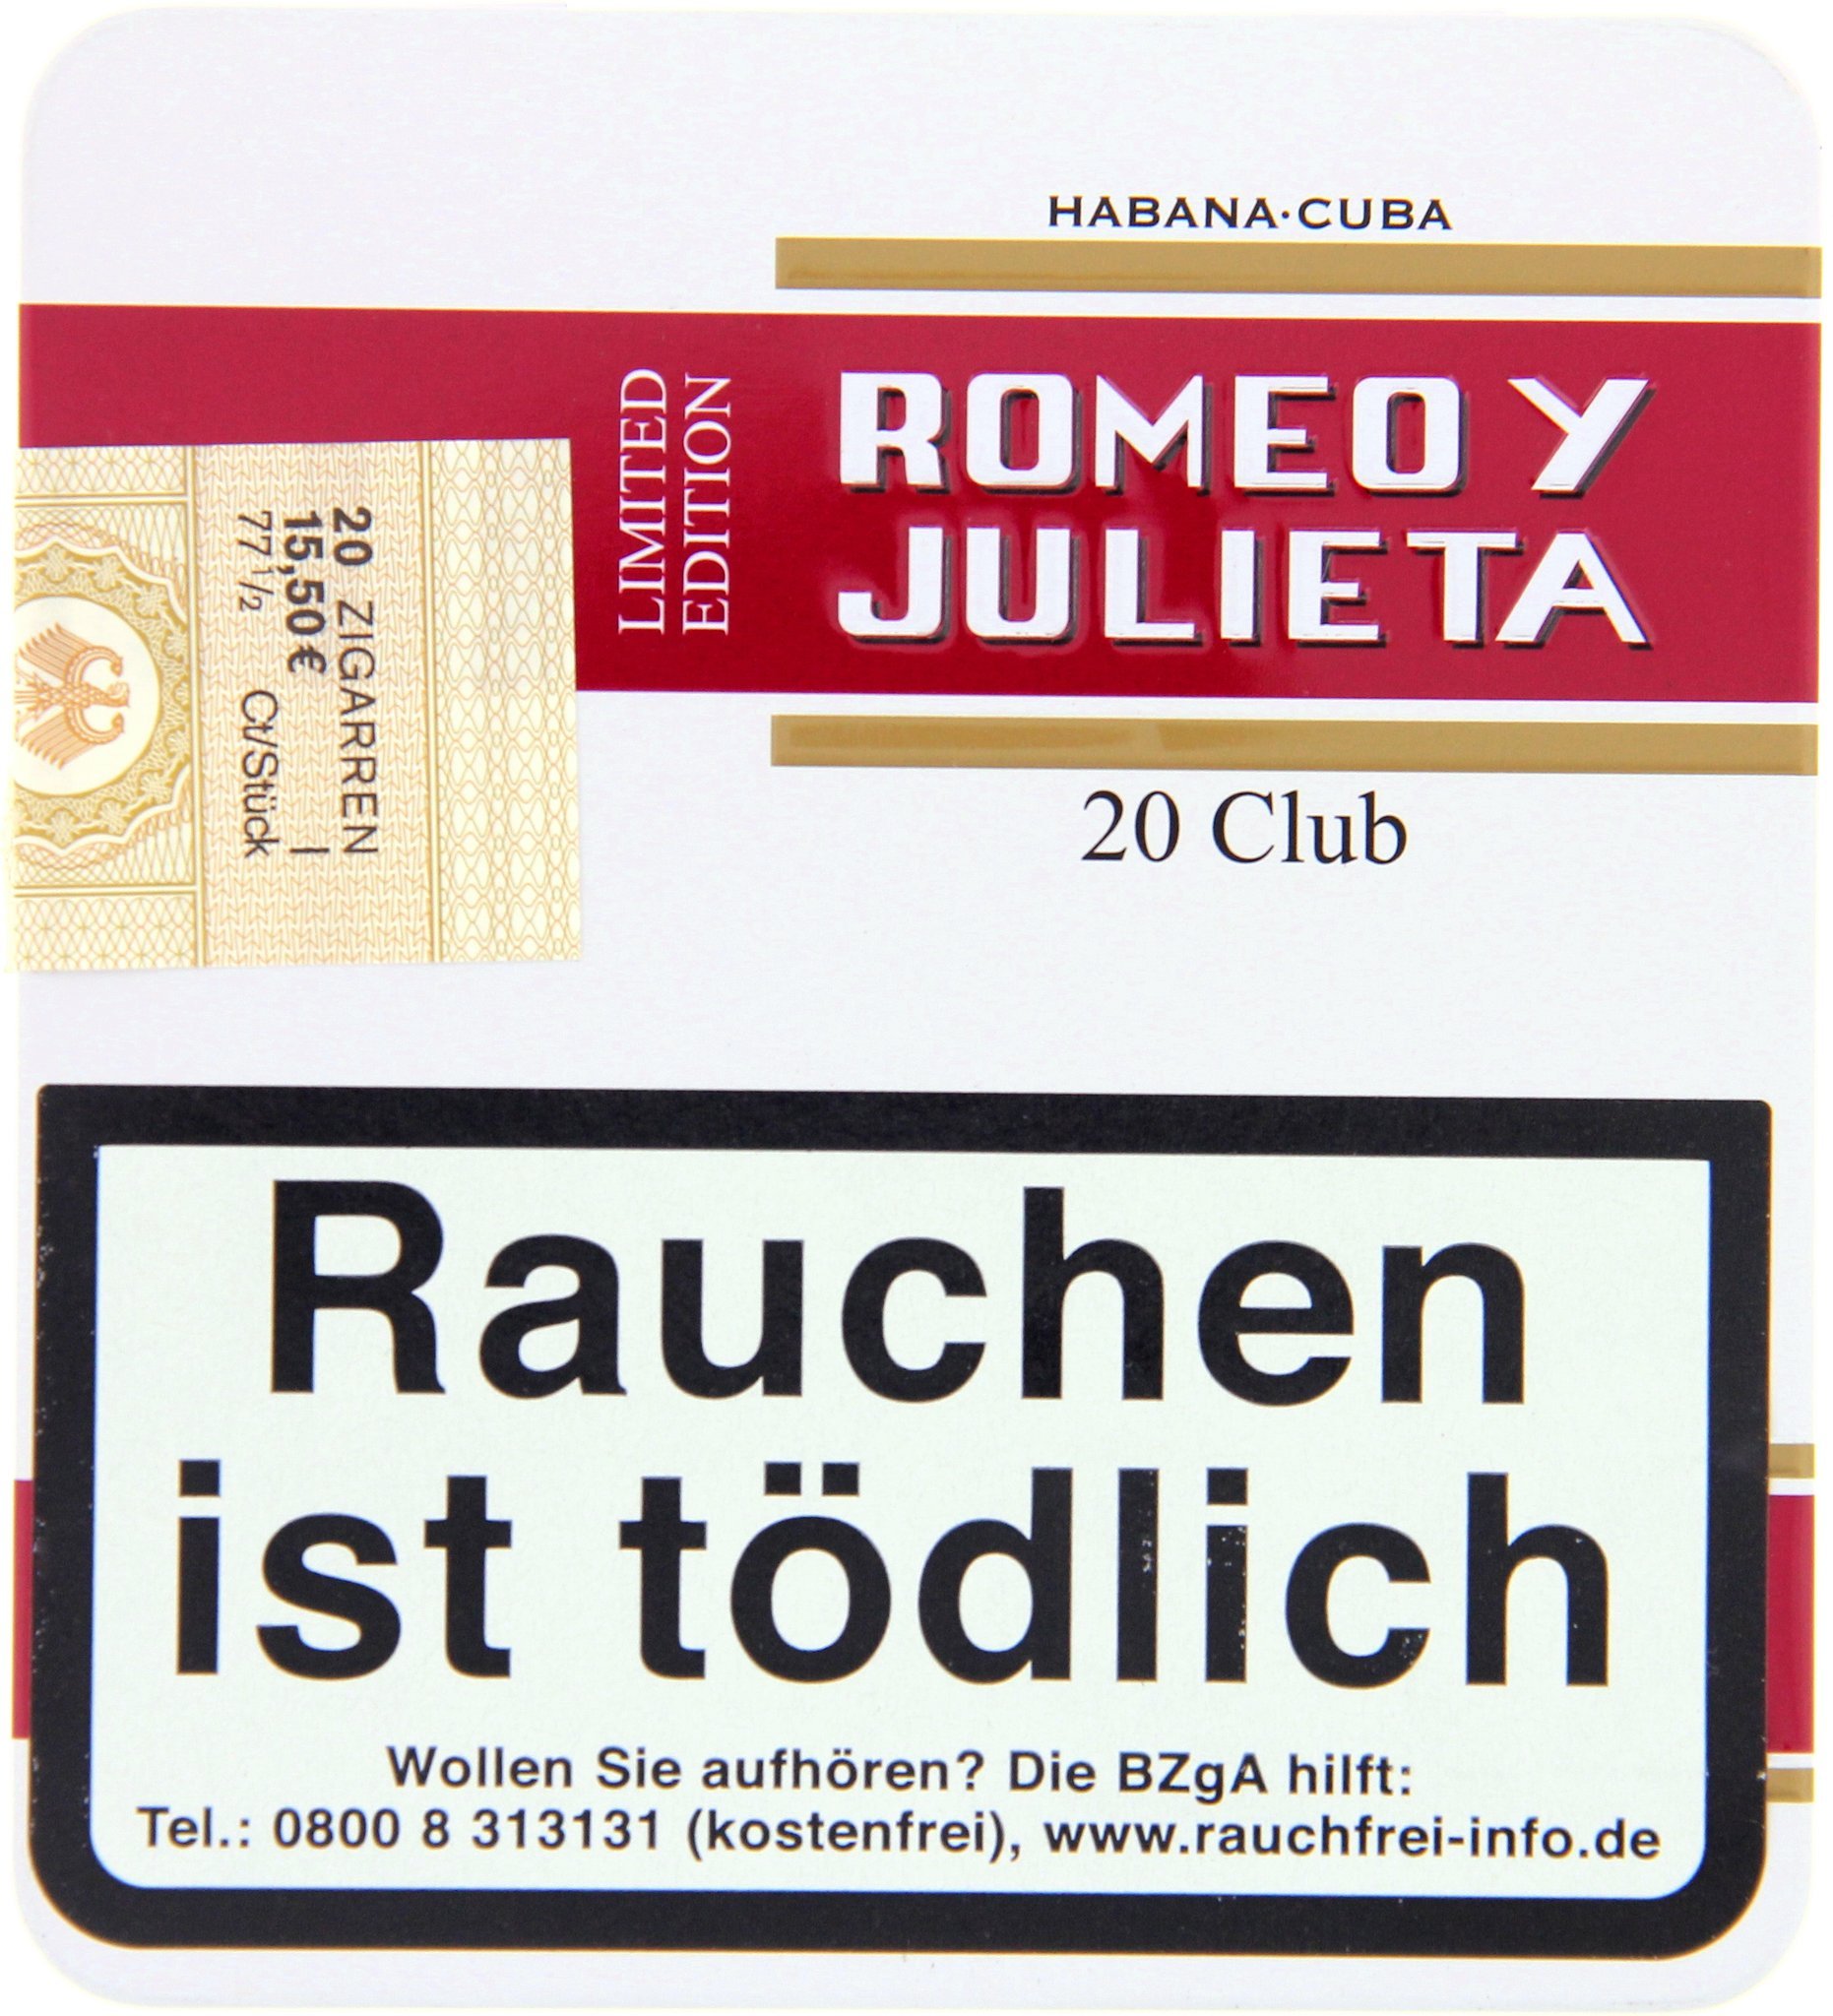 HABANA·CUBA
LIMITED
EDITION
ROMEO Y
JULIETA
20 ZIGARREN
15,50 € I
77 1/2 Ct/Stück
20 Club
Rauchen
ist tödlich
Wollen Sie aufhören? Die BZgA hilft:
Tel.: 0800 8 313131 (kostenfrei), www.rauchfrei-info.de